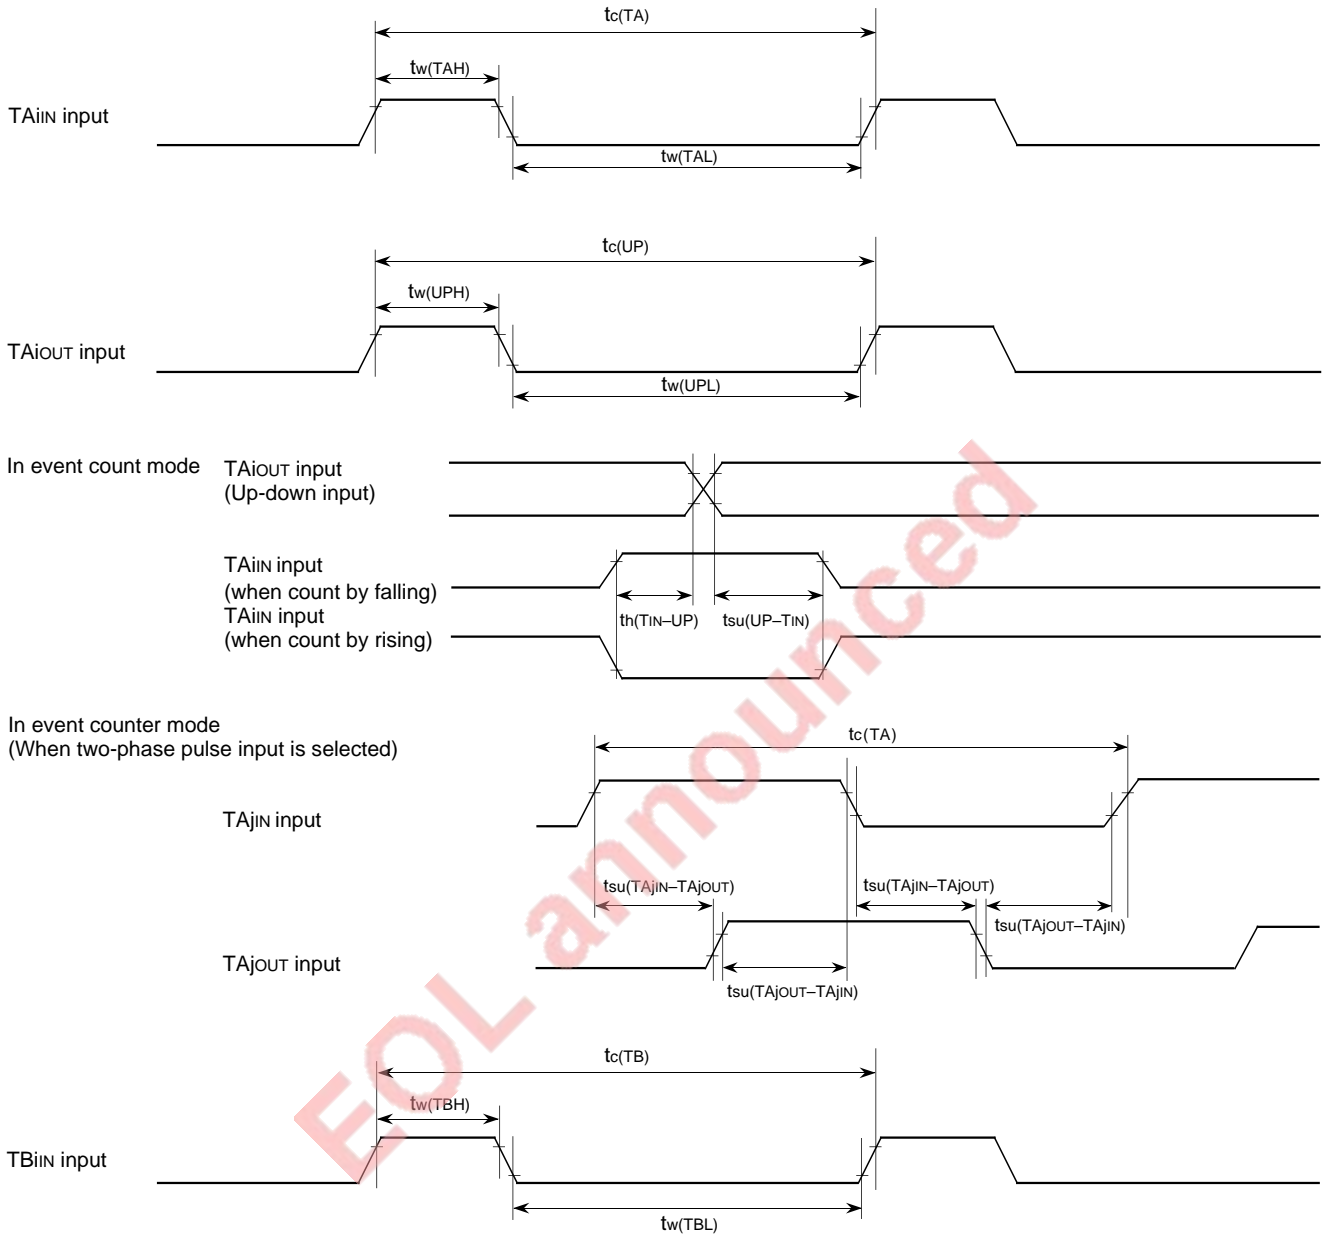 tc(TA)
tw(TAH)
TAiIN input
tw(TAL)
tc(UP)
tw(UPH)
TAiOUT input
tw(UPL)
In event count mode
TAiOUT input
(Up-down input)
TAiIN input
(when count by falling)
th(TIN–UP)
tsu(UP–TIN)
TAiIN input
(when count by rising)
In event counter mode
(When two-phase pulse input is selected)
tc(TA)
TAjIN input
tsu(TAjIN–TAjOUT)
tsu(TAjIN–TAjOUT)
tsu(TAjOUT–TAjIN)
TAjOUT input
tsu(TAjOUT–TAjIN)
tc(TB)
tw(TBH)
TBiIN input
tw(TBL)
EOL announced